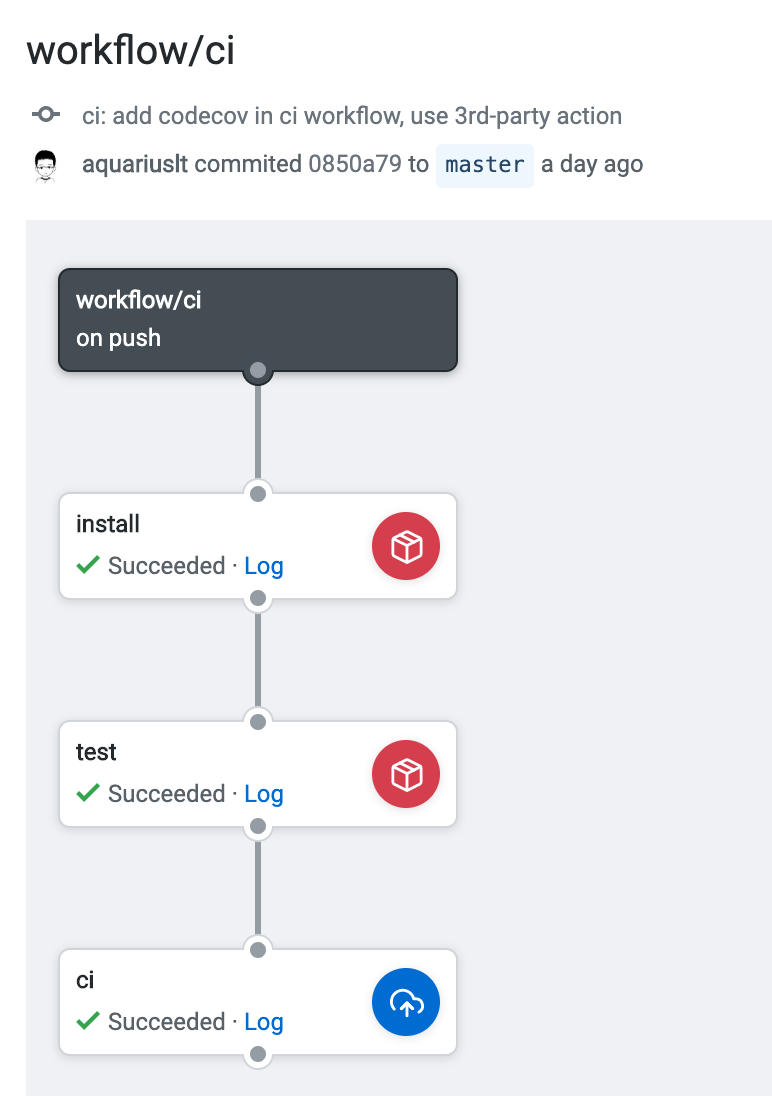 workflow/ci
ci: add codecov in ci workflow, use 3rd-party action
aquariuslt commited 0850a79 to master a day ago
workflow/ci
on push
install
Succeeded · Log
test
Succeeded · Log
ci
Succeeded · Log